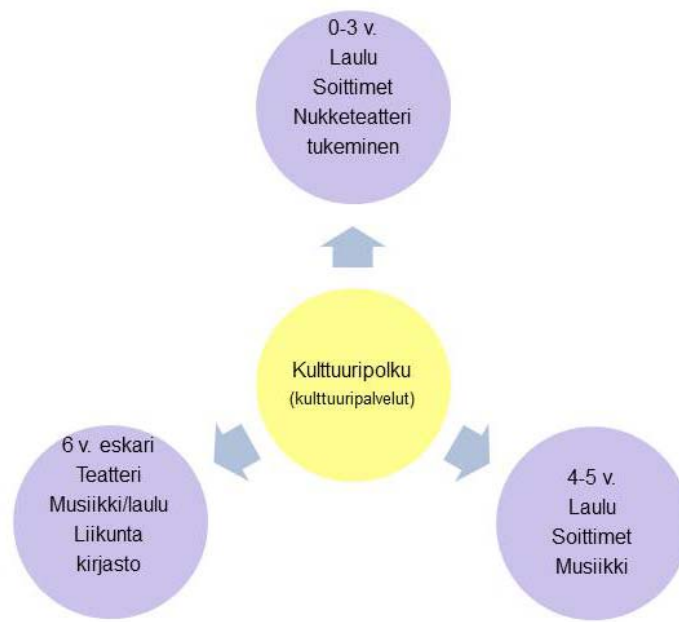 0-3 v.
Laulu
Soittimet
Nukketeatteri
tukeminen
Kulttuuripolku
(kulttuuripalvelut)
6 v. eskari
Teatteri
Musiikki/laulu
Liikunta
kirjasto
4-5 v.
Laulu
Soittimet
Musiikki